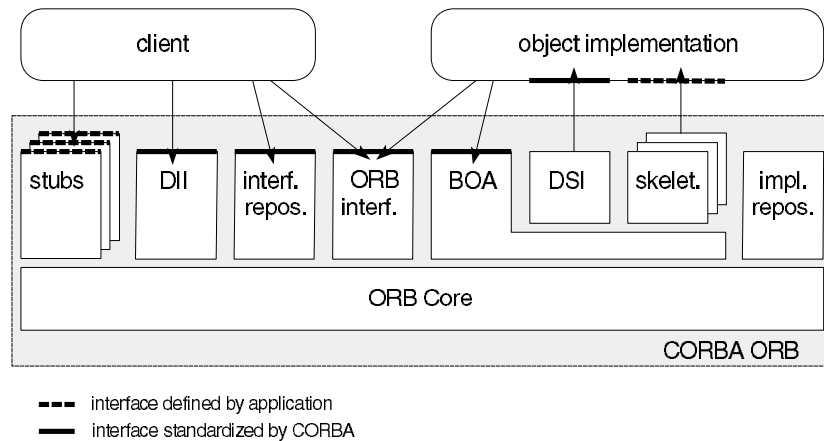 client
object implementation
stubs
DII
interf.
repos.
ORB
interf.
BOA
DSI
skelet.
impl.
repos.
ORB Core
CORBA ORB
interface defined by application
interface standardized by CORBA